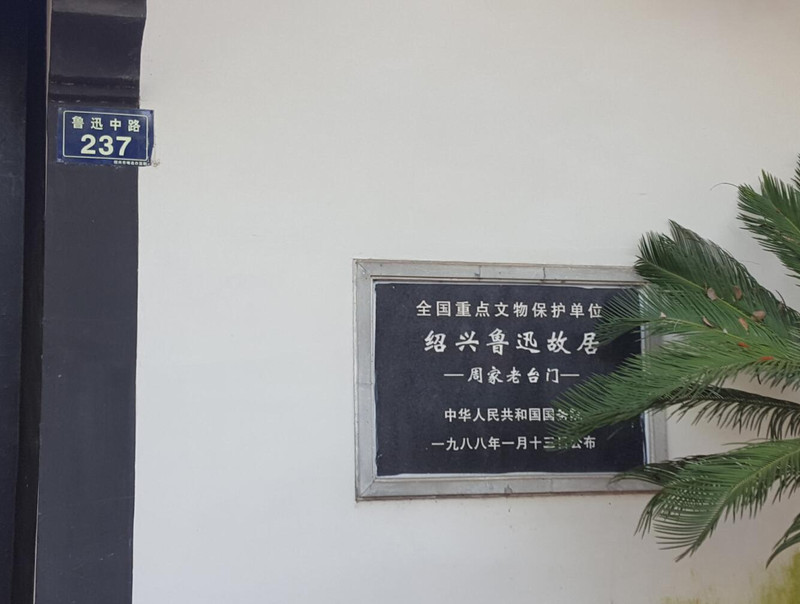 鲁迅中路
237
全国重点文物保护单位
绍兴鲁迅故居
—周家老台门—
中华人民共和国国务院
一九八八年一月十三日公布